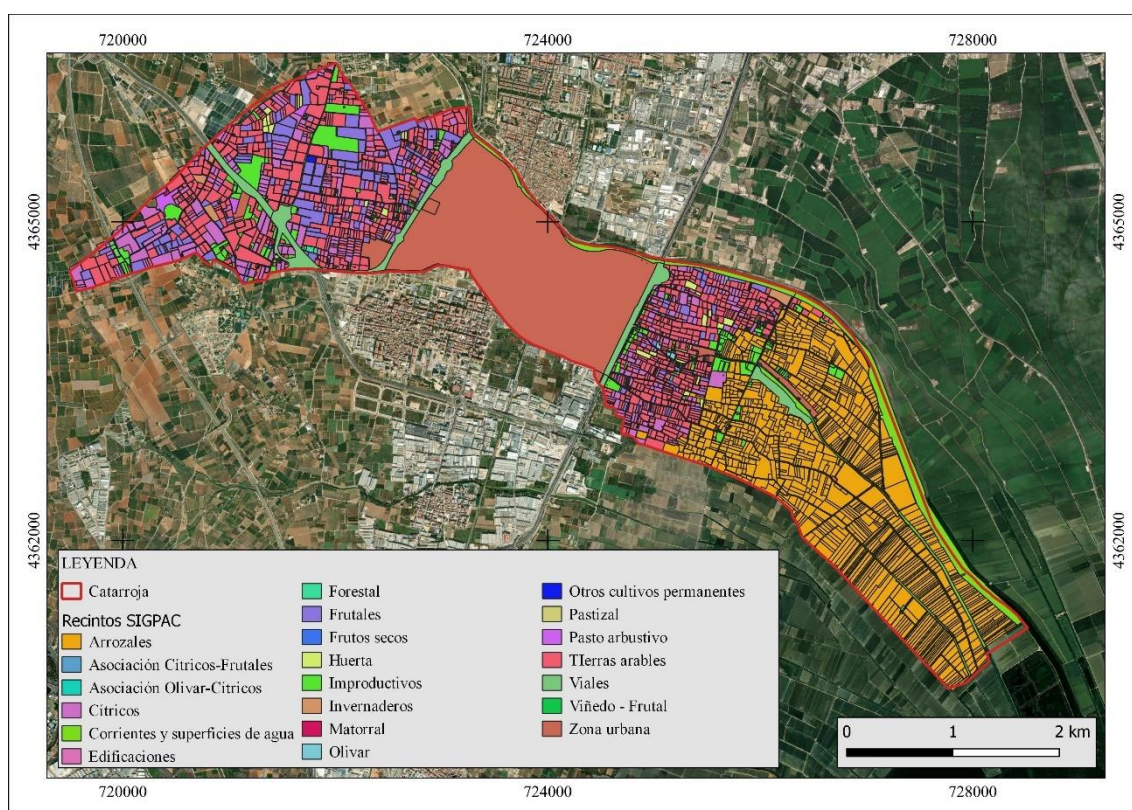 720000 724000 728000
4365000 4365000
4362000 4362000
LEYENDA
Catarroja
Recintos SIGPAC
Arrozales
Asociación Cítricos-Frutales
Asociación Olivar-Cítricos
Cítricos
Corrientes y superficies de agua
Edificaciones
Forestal
Frutales
Frutos secos
Huerta
Improductivos
Invernaderos
Matorral
Olivar
Otros cultivos permanentes
Pastizal
Pasto arbustivo
TIerras arables
Viales
Viñedo - Frutal
Zona urbana
0 1 2 km
720000 724000 728000